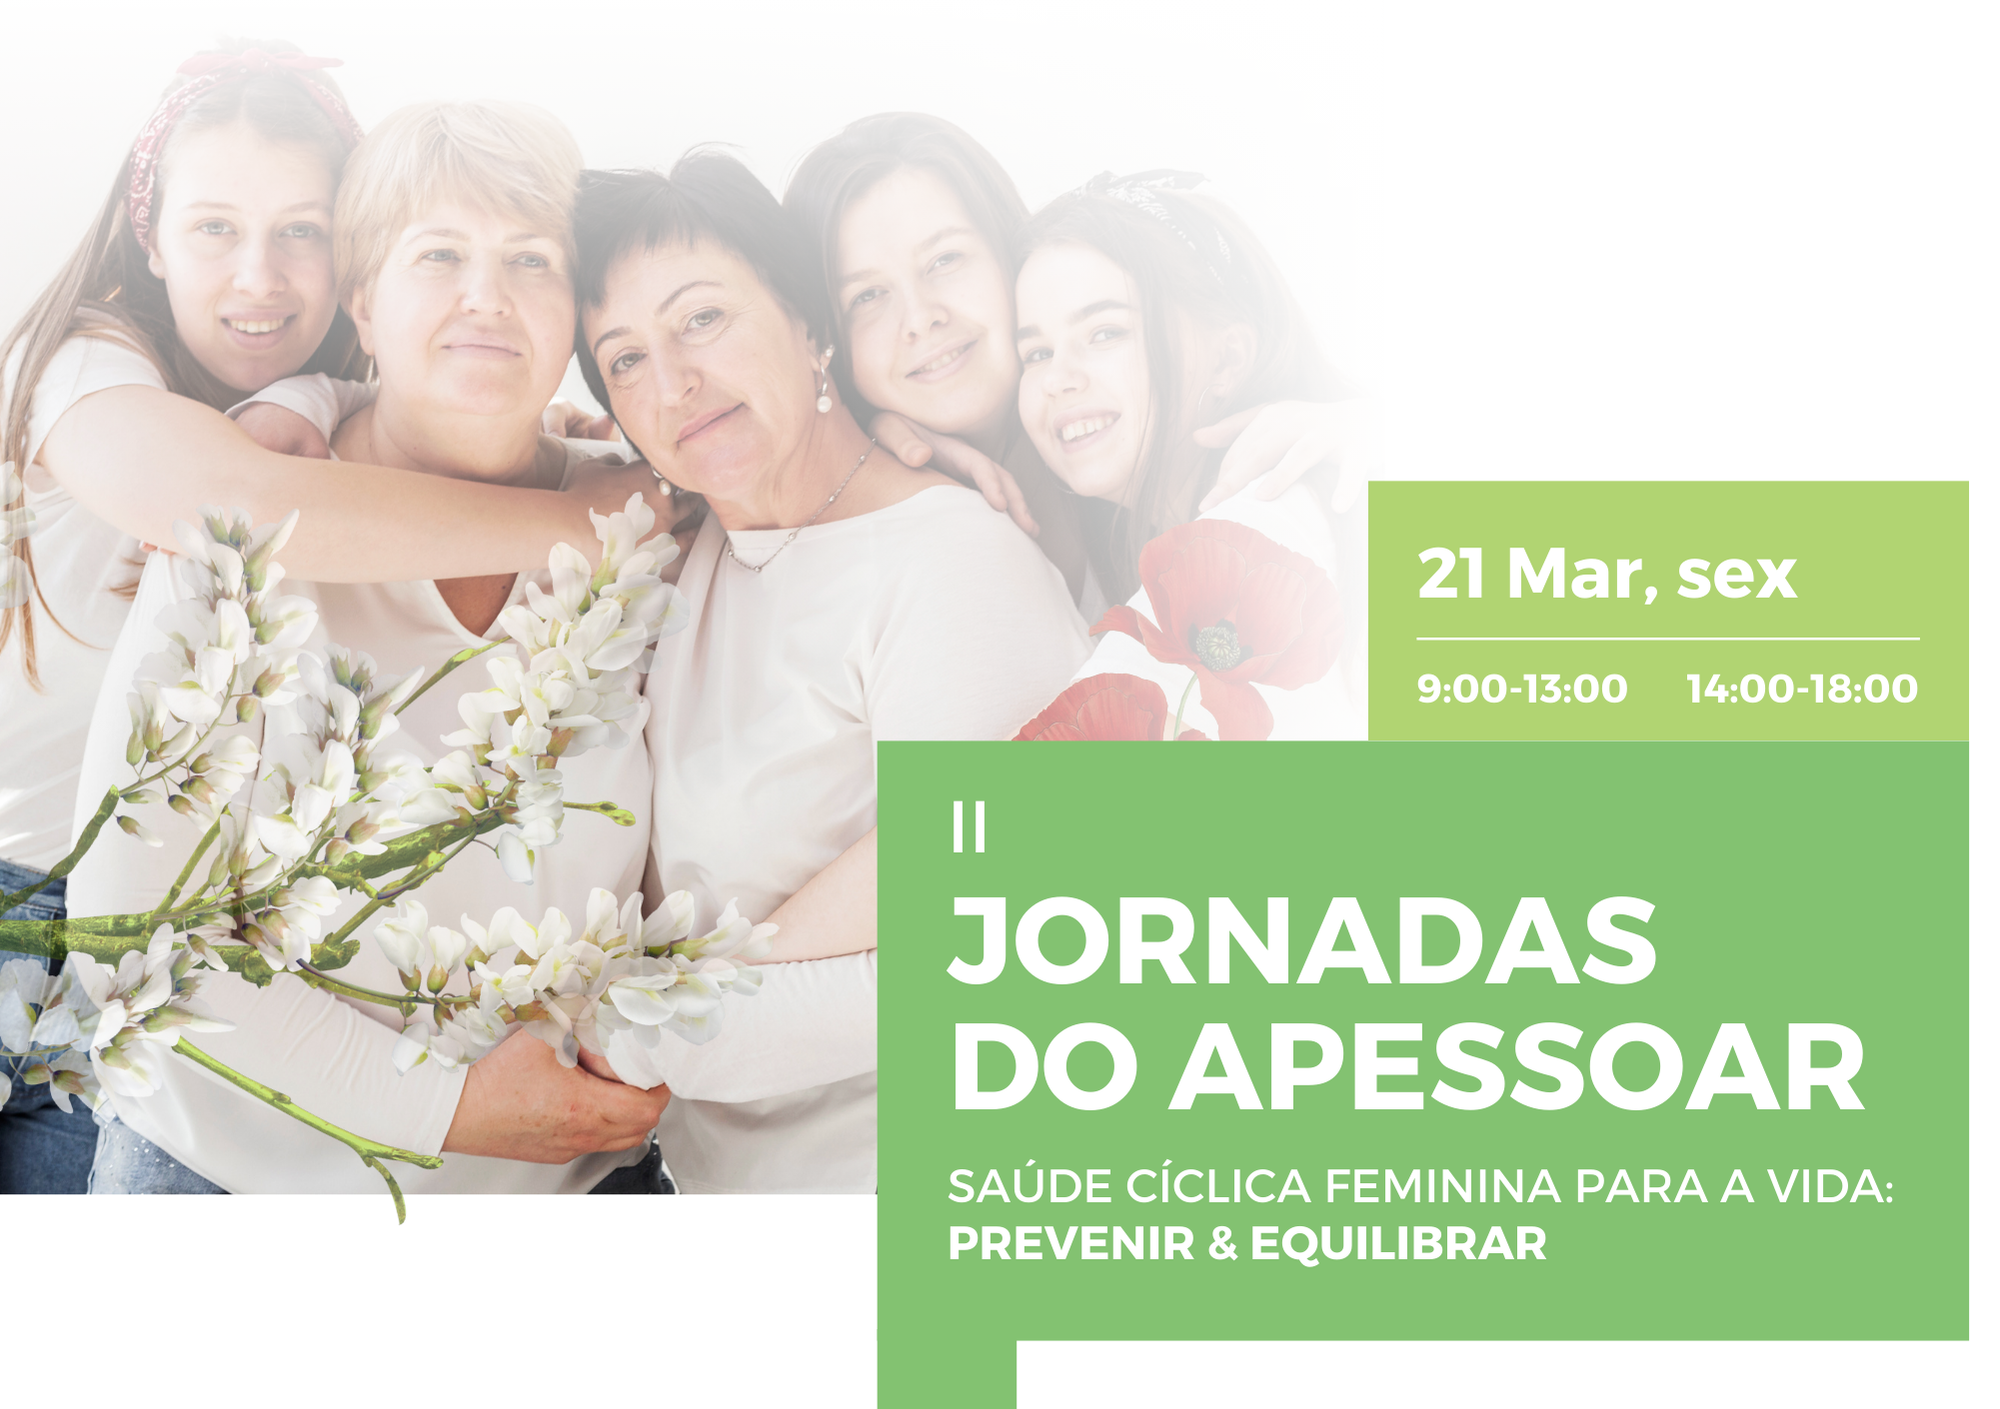 21 Mar, sex
9:00-13:00 14:00-18:00
II
JORNADAS
DO APESSOAR
SAÚDE CÍCLICA FEMININA PARA A VIDA:
PREVENIR & EQUILIBRAR